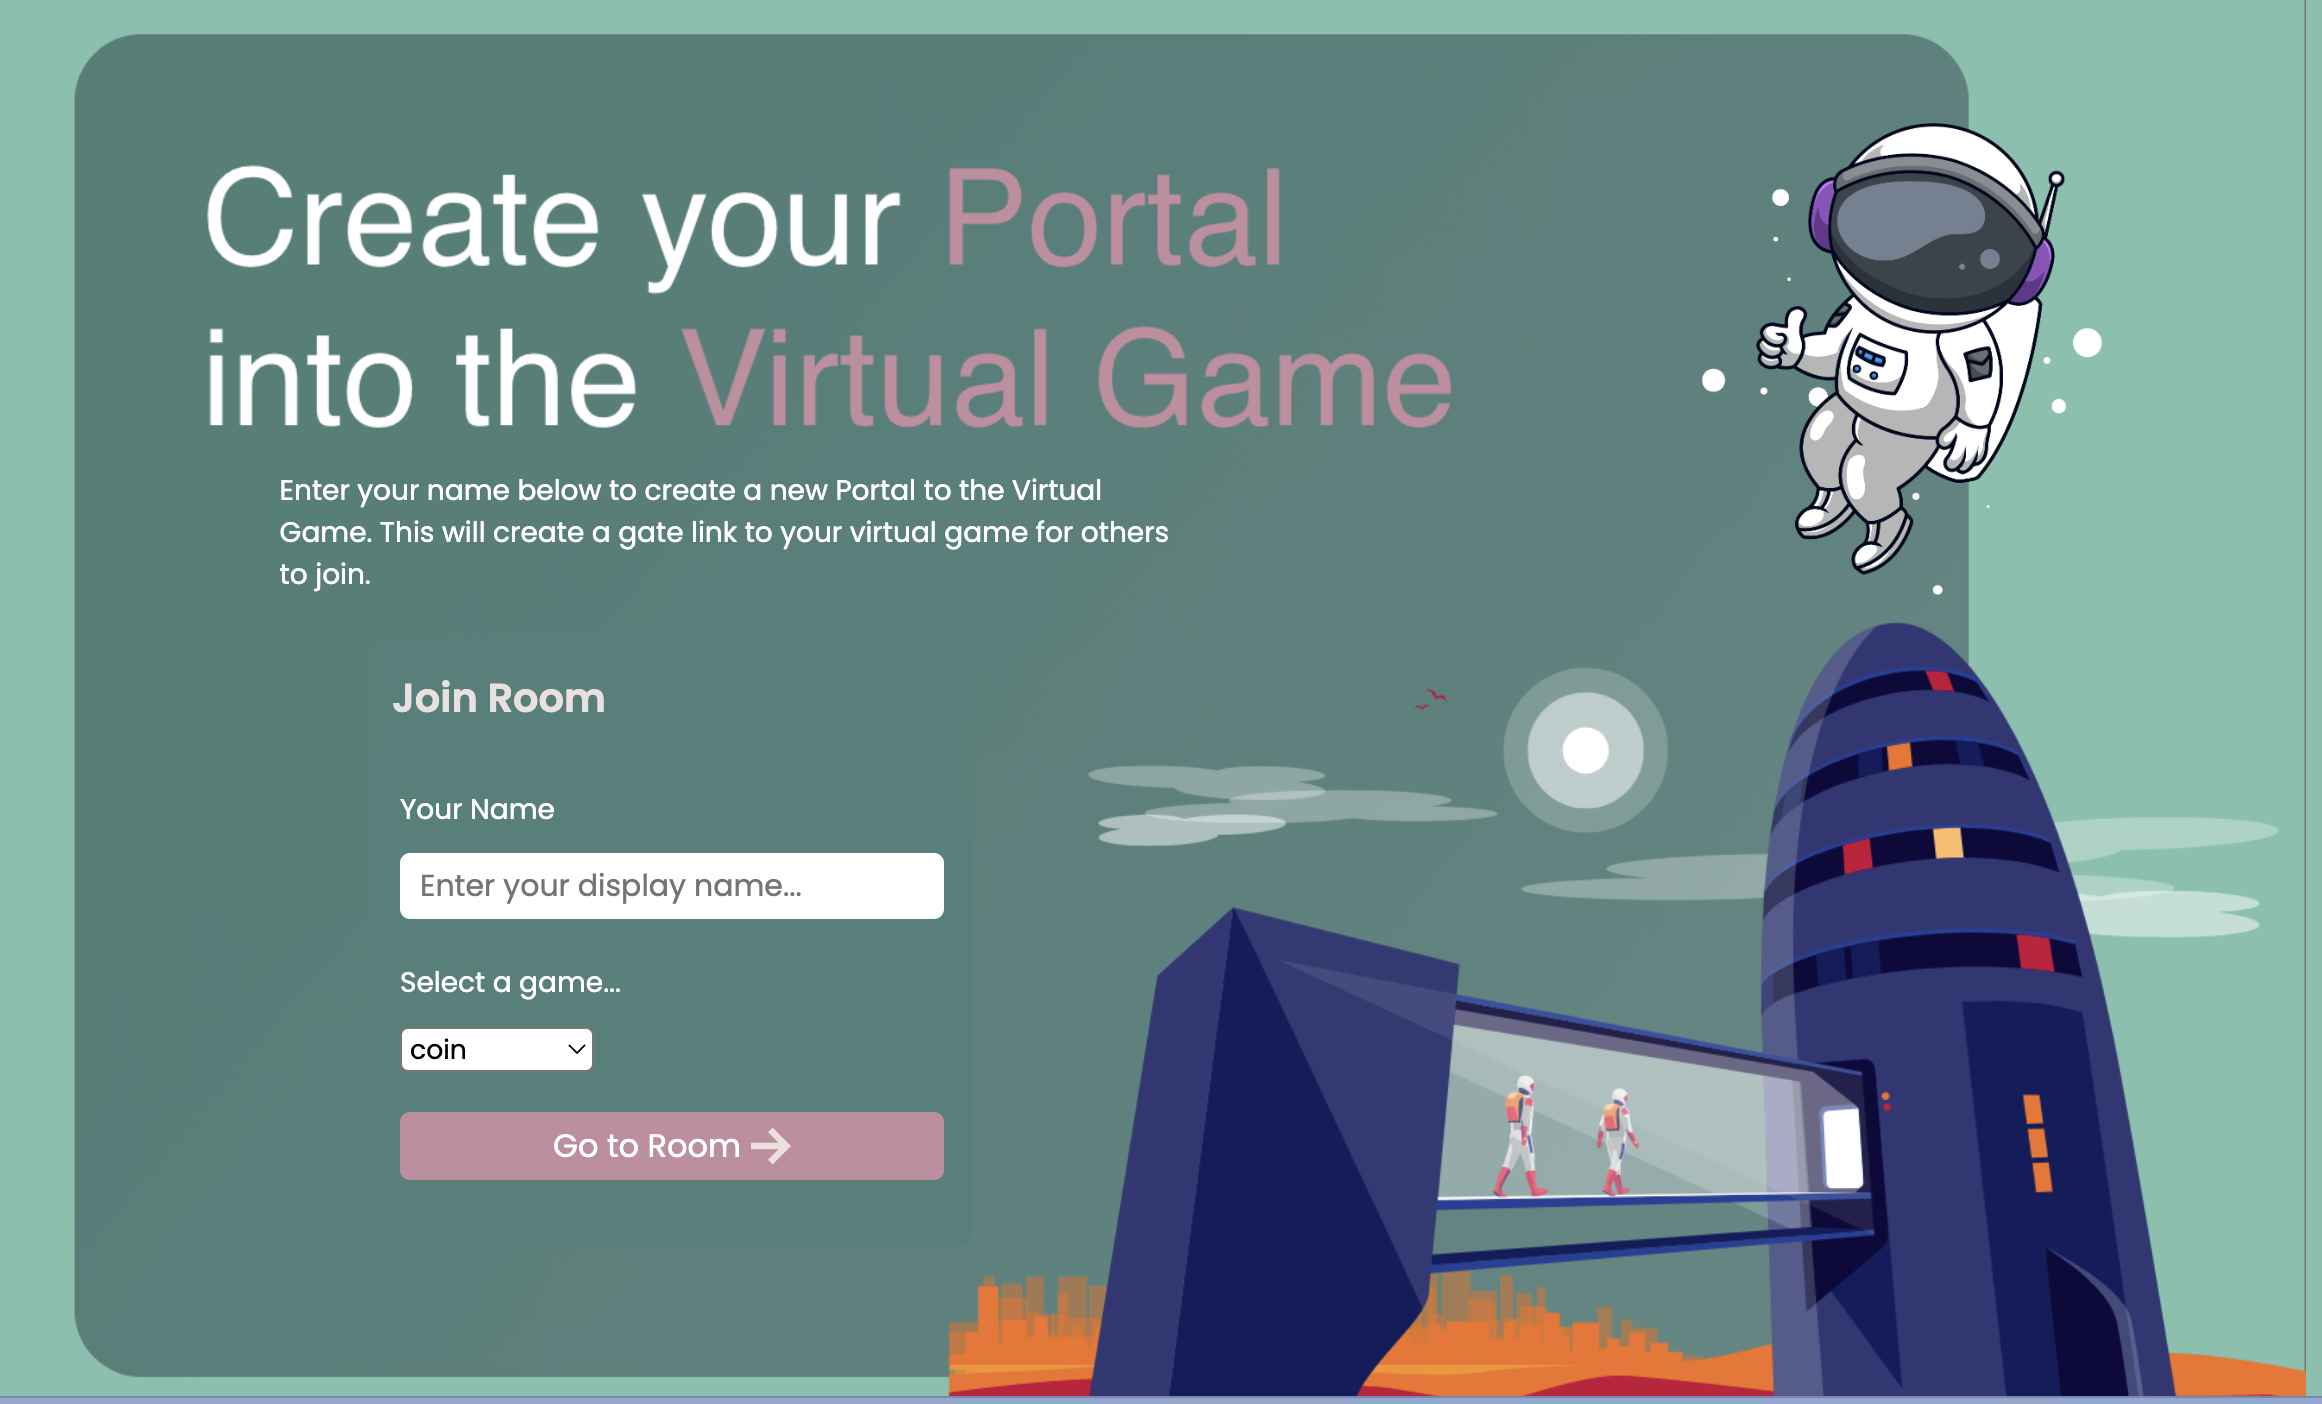 Create your Portal
into the Virtual Game
Enter your name below to create a new Portal to the Virtual
Game. This will create a gate link to your virtual game for others
to join.
Join Room
Your Name
Enter your display name...
Select a game...
coin
Go to Room